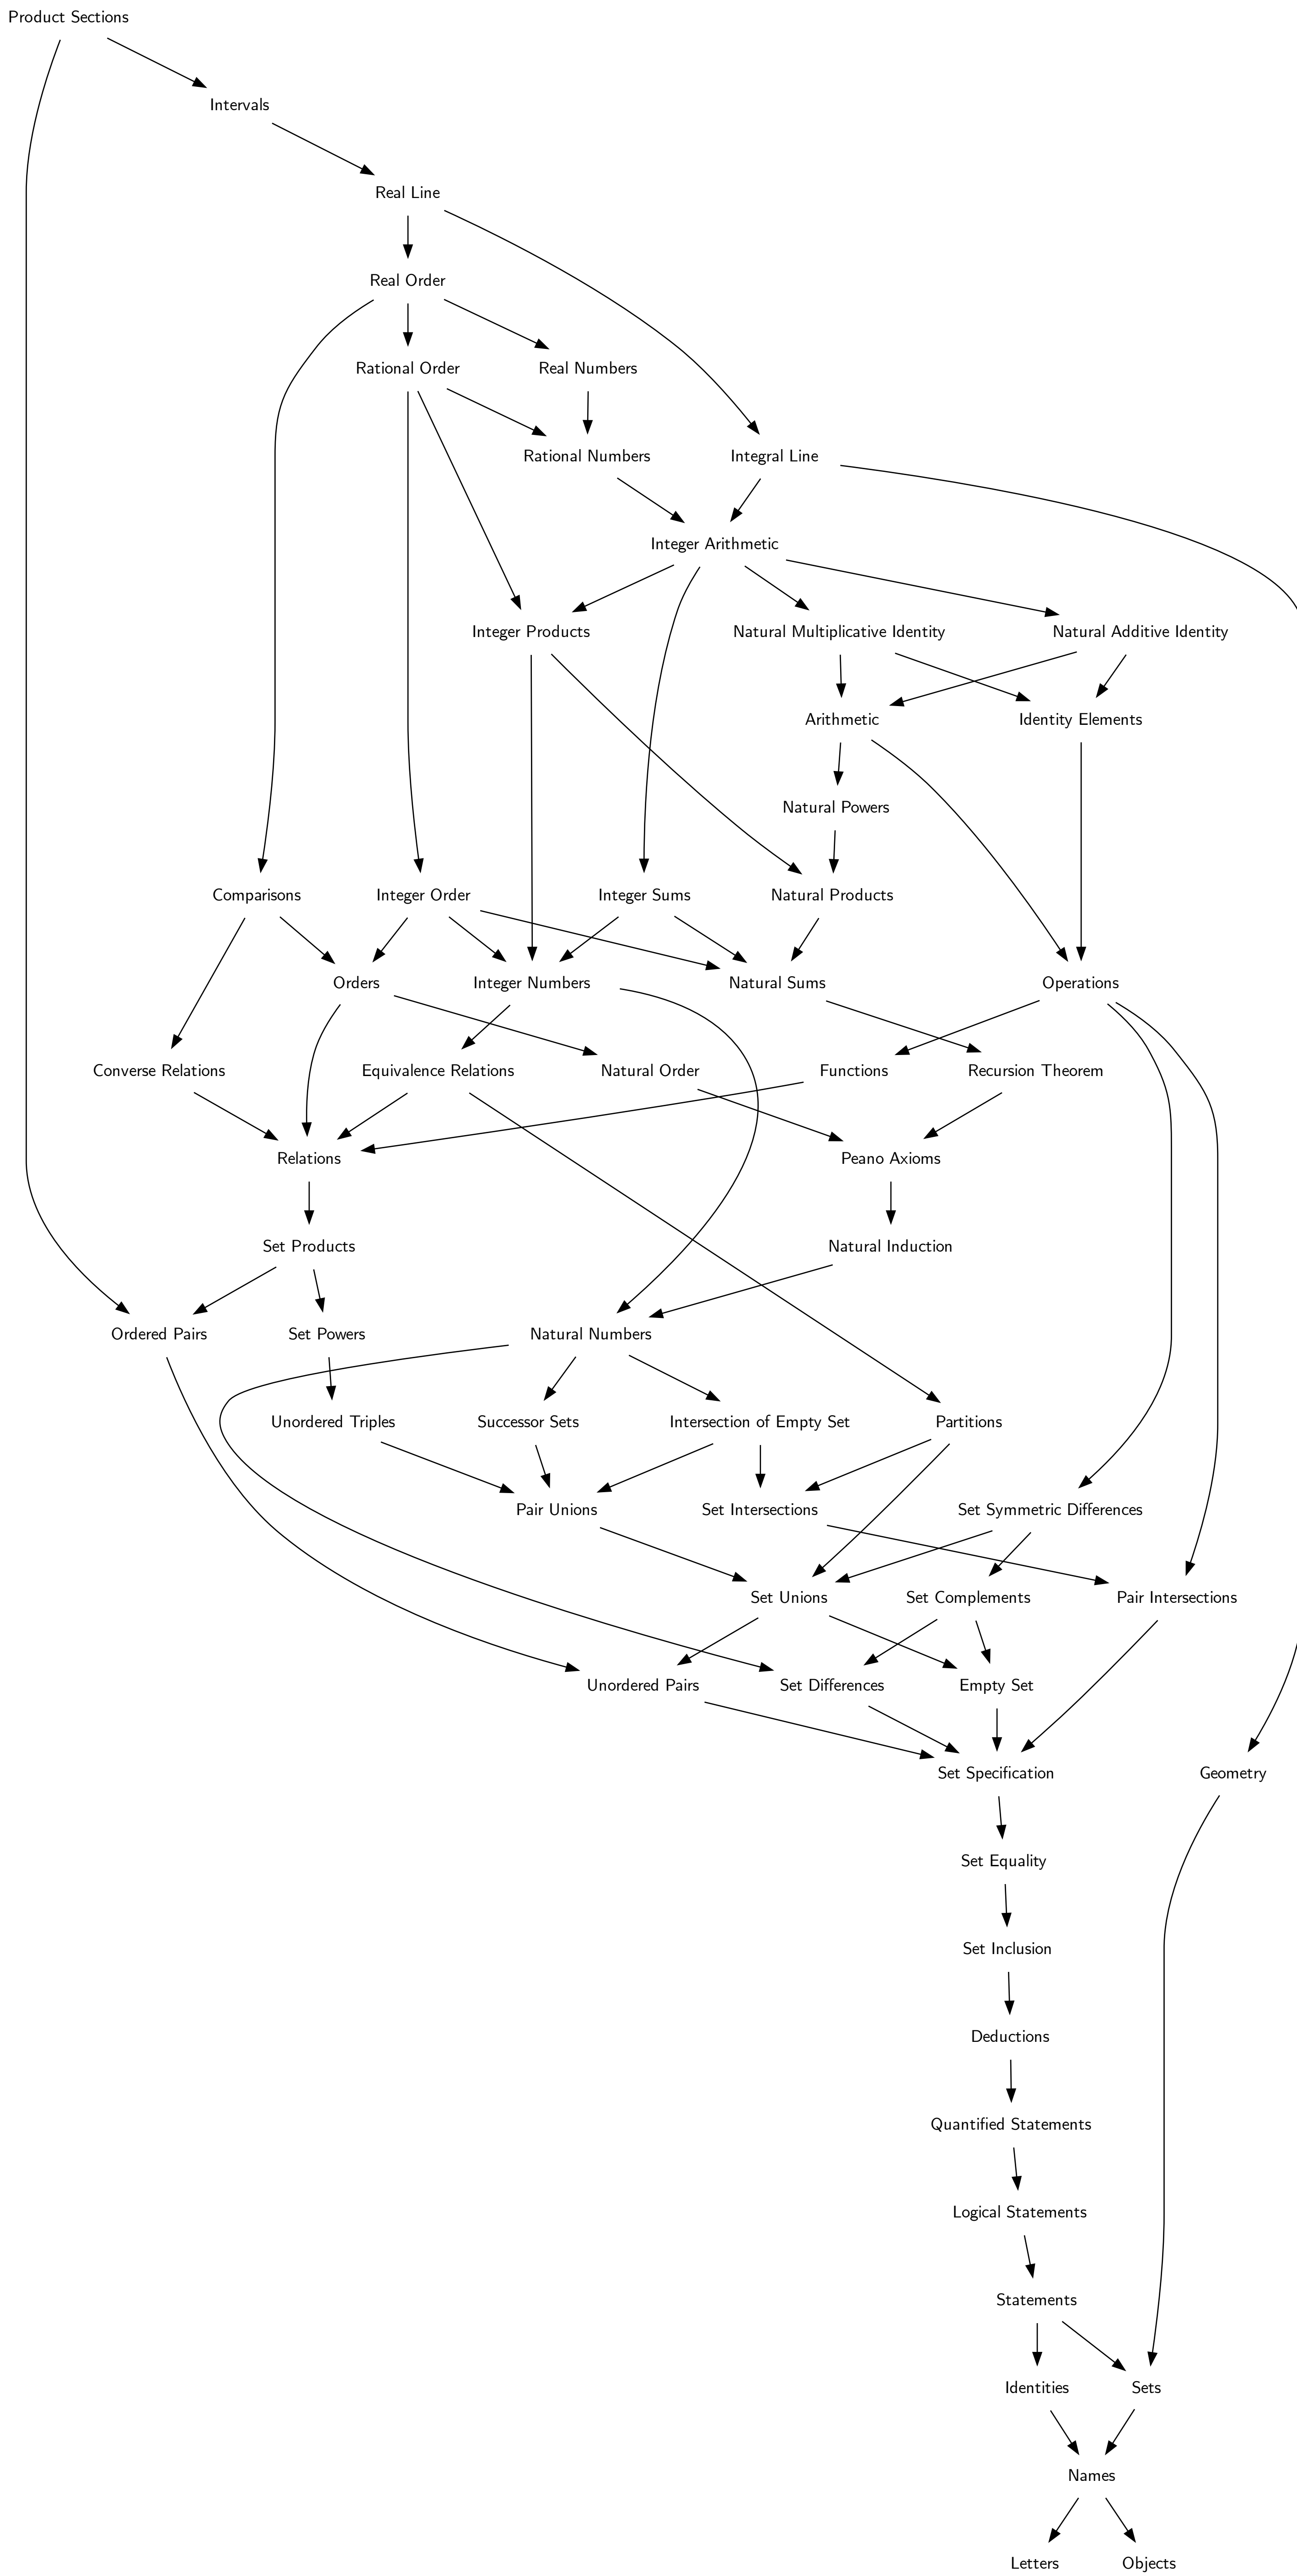 Product Sections
Intervals
Real Line
Real Order
Rational Order
Real Numbers
Rational Numbers
Integral Line
Integer Arithmetic
Integer Products
Natural Multiplicative Identity
Natural Additive Identity
Arithmetic
Identity Elements
Natural Powers
Comparisons
Integer Order
Integer Sums
Natural Products
Orders
Integer Numbers
Natural Sums
Operations
Converse Relations
Equivalence Relations
Natural Order
Functions
Recursion Theorem
Relations
Peano Axioms
Set Products
Natural Induction
Ordered Pairs
Set Powers
Natural Numbers
Unordered Triples
Successor Sets
Intersection of Empty Set
Partitions
Pair Unions
Set Intersections
Set Symmetric Differences
Set Unions
Set Complements
Pair Intersections
Unordered Pairs
Set Differences
Empty Set
Set Specification
Geometry
Set Equality
Set Inclusion
Deductions
Quantified Statements
Logical Statements
Statements
Identities
Sets
Names
Letters
Objects